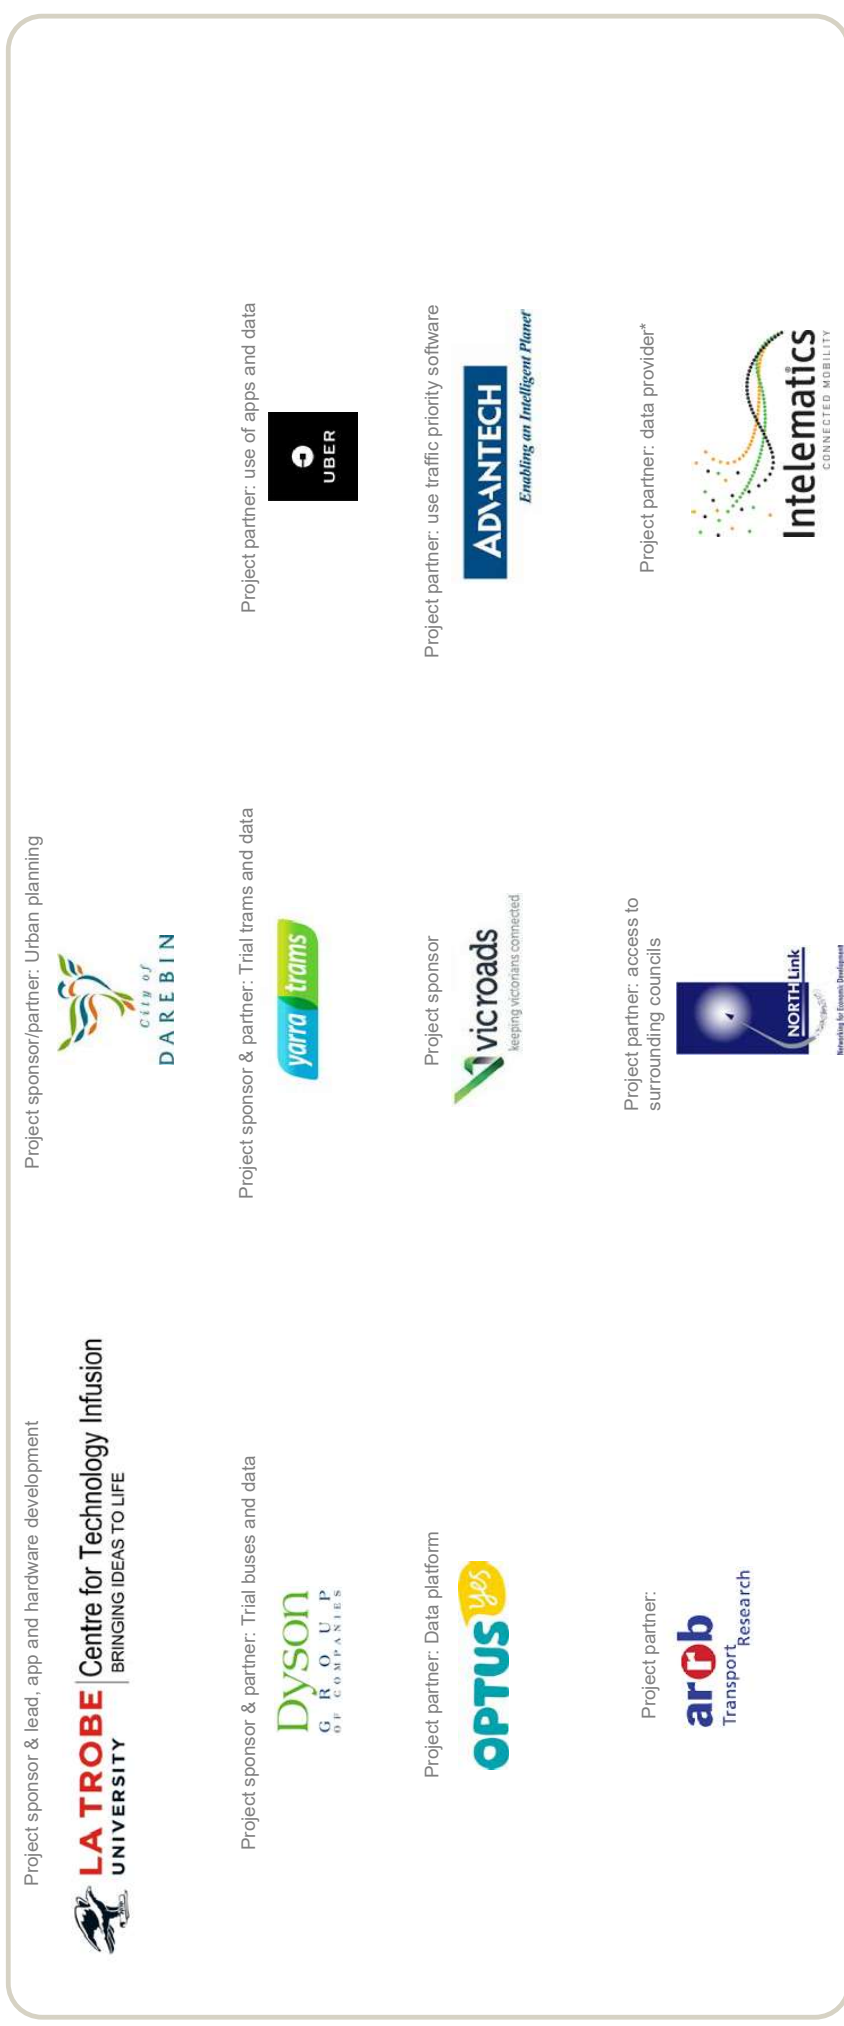 Project sponsor & lead, app and hardware development
LA TROBE
UNIVERSITY
Centre for Technology Infusion
BRINGING IDEAS TO LIFE
Project sponsor/partner: Urban planning
City of
DAREBIN
Project sponsor & partner: Trial buses and data
Dyson
GROUP
OF COMPANIES
Project sponsor & partner: Trial trams and data
yarra trams
Project partner: use of apps and data
UBER
Project partner: Data platform
OPTUS yes
Project sponsor
vicroads
keeping victorians connected
Project partner: use traffic priority software
ADVANTECH
Enabling an Intelligent Planet
Project partner:
arrb
Transport
Research
Project partner: access to
surrounding councils
NORTHLink
Networking for Economic Development
Project partner: data provider*
Intelematics®
CONNECTED MOBILITY